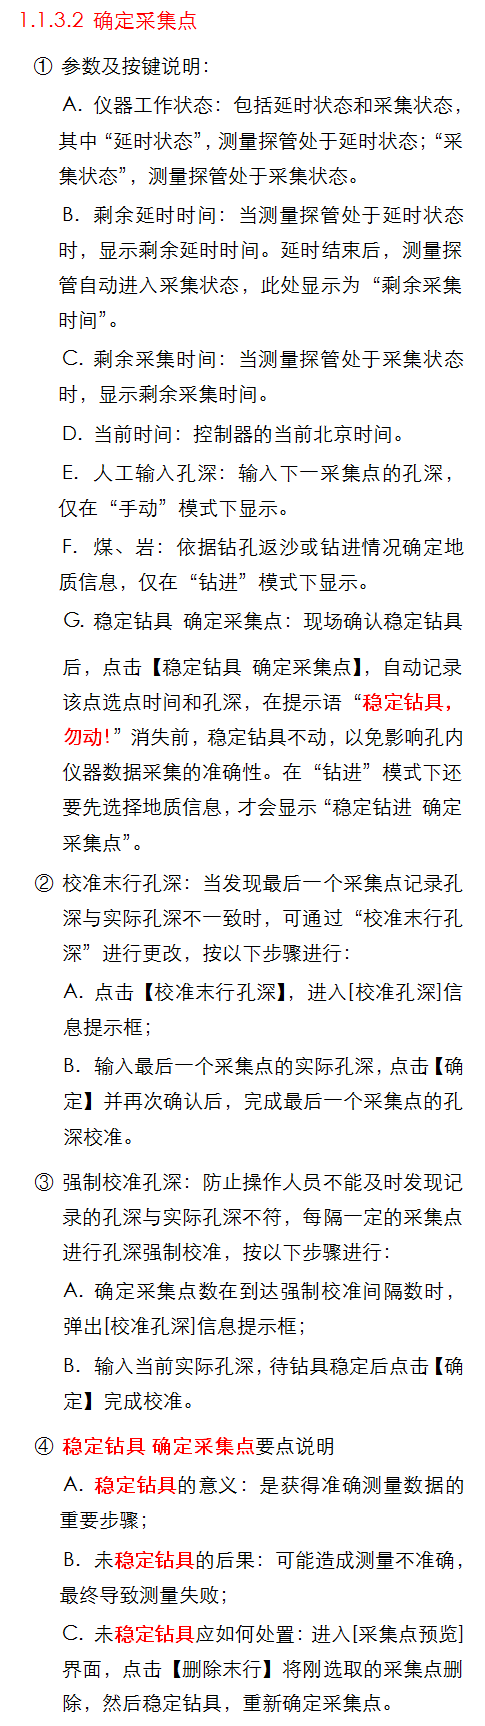 1.1.3.2 确定采集点
① 参数及按键说明：
A. 仪器工作状态：包括延时状态和采集状态，
其中“延时状态”，测量探管处于延时状态；“采
集状态”，测量探管处于采集状态。
B. 剩余延时时间：当测量探管处于延时状态
时，显示剩余延时时间。延时结束后，测量探
管自动进入采集状态，此处显示为“剩余采集
时间”。
C. 剩余采集时间：当测量探管处于采集状态
时，显示剩余采集时间。
D. 当前时间：控制器的当前北京时间。
E. 人工输入孔深：输入下一采集点的孔深，
仅在“手动”模式下显示。
F. 煤、岩：依据钻孔返沙或钻进情况确定地
质信息，仅在“钻进”模式下显示。
G. 稳定钻具 确定采集点：现场确认稳定钻具
后，点击【稳定钻具 确定采集点】，自动记录
该点选点时间和孔深，在提示语“稳定钻具，
勿动！”消失前，稳定钻具不动，以免影响孔内
仪器数据采集的准确性。在“钻进”模式下还
要先选择地质信息，才会显示“稳定钻进 确定
采集点”。
② 校准末行孔深：当发现最后一个采集点记录孔
深与实际孔深不一致时，可通过“校准末行孔
深”进行更改，按以下步骤进行：
A. 点击【校准末行孔深】，进入[校准孔深]信
息提示框；
B. 输入最后一个采集点的实际孔深，点击【确
定】并再次确认后，完成最后一个采集点的孔
深校准。
③ 强制校准孔深：防止操作人员不能及时发现记
录的孔深与实际孔深不符，每隔一定的采集点
进行孔深强制校准，按以下步骤进行：
A. 确定采集点数在到达强制校准间隔数时，
弹出[校准孔深]信息提示框；
B. 输入当前实际孔深，待钻具稳定后点击【确
定】完成校准。
④ 稳定钻具 确定采集点要点说明
A. 稳定钻具的意义：是获得准确测量数据的
重要步骤；
B. 未稳定钻具的后果：可能造成测量不准确，
最终导致测量失败；
C. 未稳定钻具应如何处置：进入[采集点预览]
界面，点击【删除末行】将刚选取的采集点删
除，然后稳定钻具，重新确定采集点。